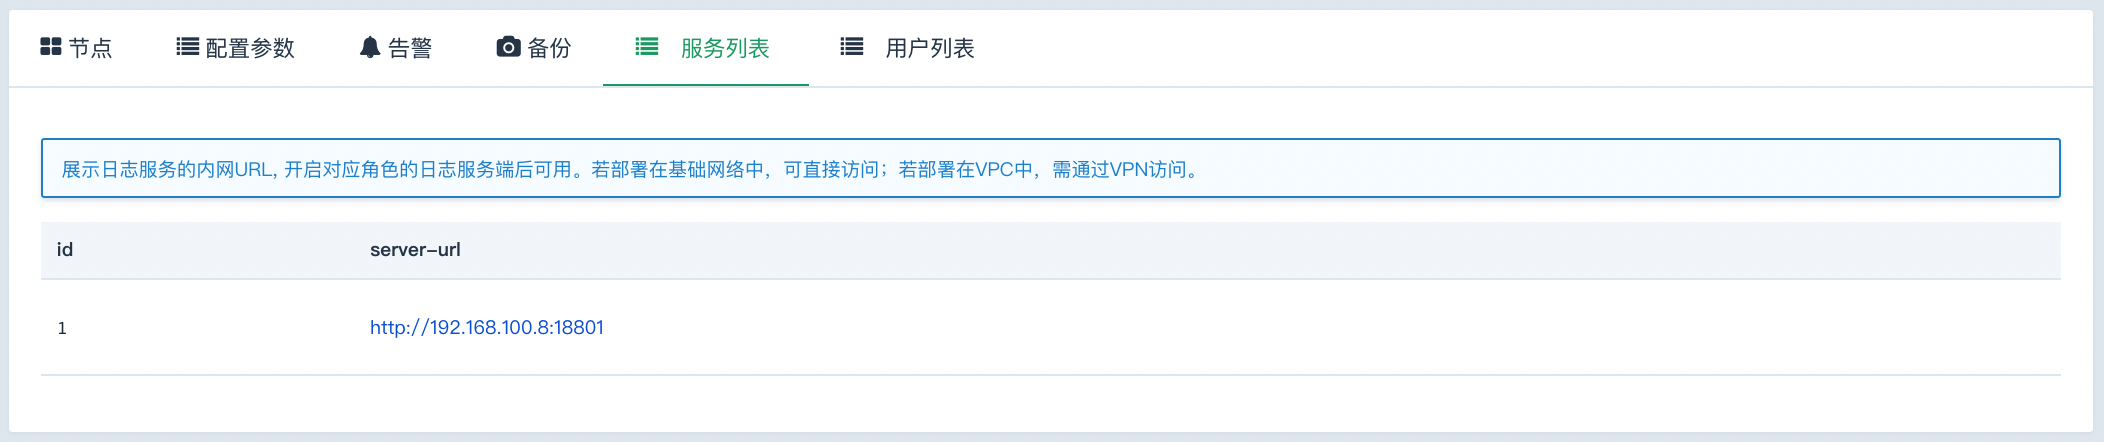 节点 配置参数 告警 备份 服务列表 用户列表
展示日志服务的内网URL, 开启对应角色的日志服务端后可用。若部署在基础网络中，可直接访问；若部署在VPC中，需通过VPN访问。
id server-url
1 http://192.168.100.8:18801